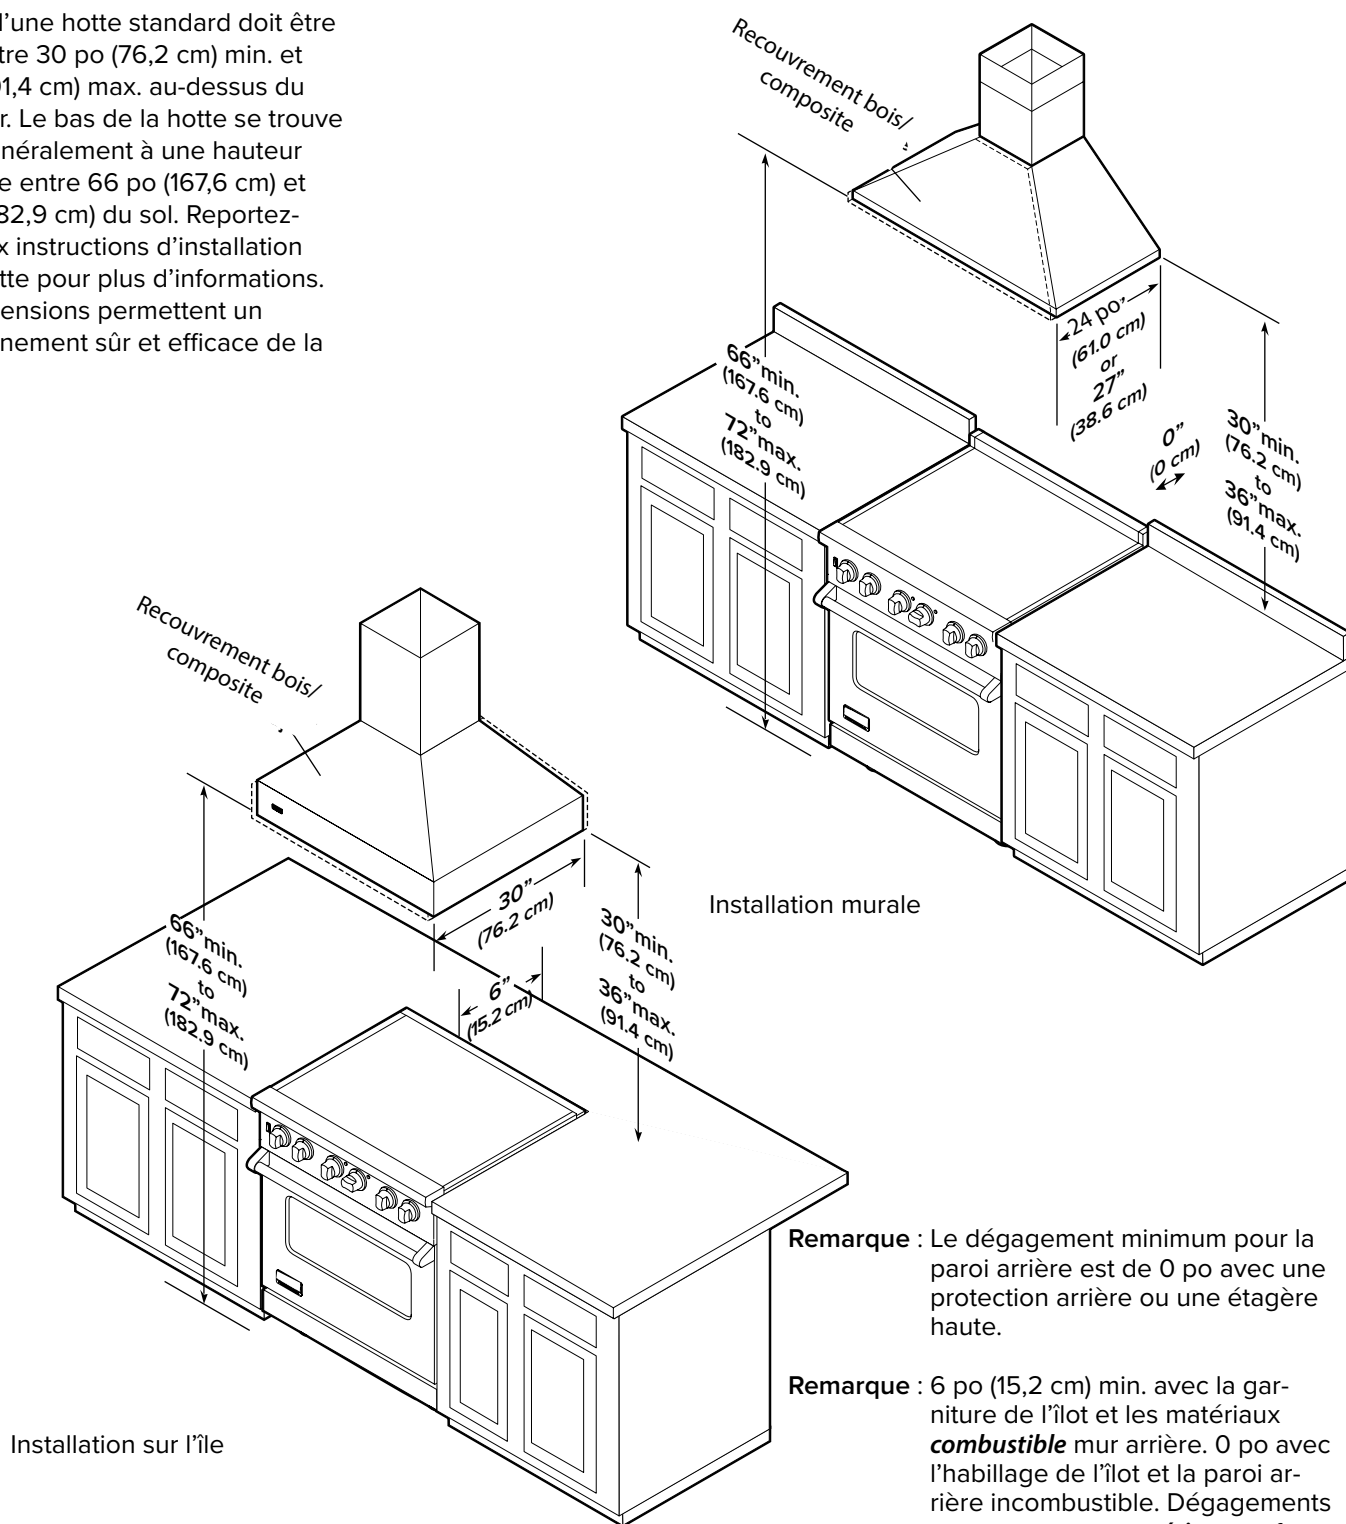 l’une hotte standard doit être
tre 30 po (76,2 cm) min. et
91,4 cm) max. au-dessus du
r. Le bas de la hotte se trouve
énéralement à une hauteur
e entre 66 po (167,6 cm) et
182,9 cm) du sol. Reportez-
x instructions d’installation
tte pour plus d’informations.
ensions permettent un
nement sûr et efficace de la
Recouvrement bois/
composite
66” min.
(167.6 cm)
to
72” max.
(182.9 cm)
24 po”
(61.0 cm)
or
27”
(38.6 cm)
0”
(0 cm)
30” min.
(76.2 cm)
to
36” max.
(91.4 cm)
Installation murale
Recouvrement bois/
composite
66” min.
(167.6 cm)
to
72” max.
(182.9 cm)
30”
(76.2 cm)
6”
(15.2 cm)
30” min.
(76.2 cm)
to
36” max.
(91.4 cm)
Installation sur l’île
Remarque : Le dégagement minimum pour la
paroi arrière est de 0 po avec une
protection arrière ou une étagère
haute.
Remarque : 6 po (15,2 cm) min. avec la gar-
niture de l’îlot et les matériaux
combustible mur arrière. 0 po avec
l’habillage de l’îlot et la paroi ar-
rière incombustible. Dégagements